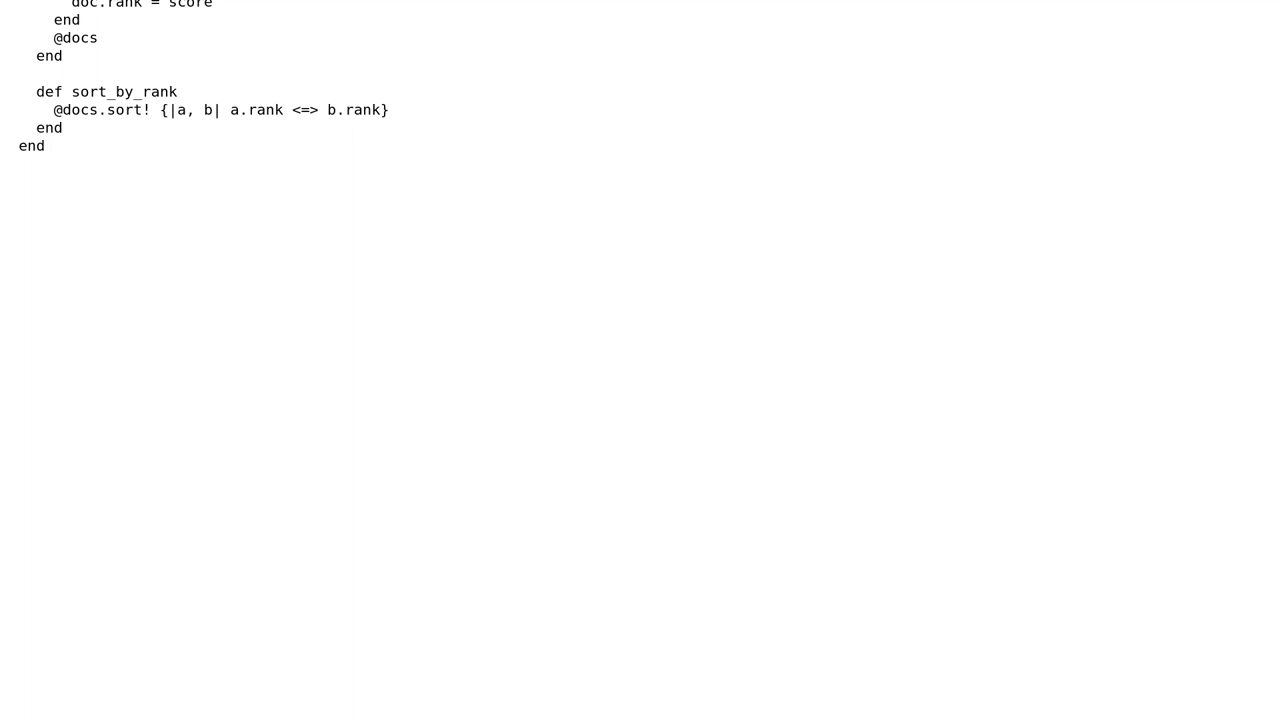 doc.rank = score
    end
    @docs
  end

  def sort_by_rank
    @docs.sort! {|a, b| a.rank <=> b.rank}
  end
end